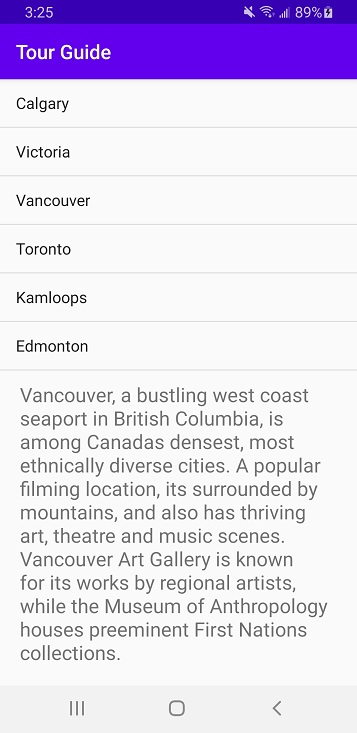 3:25
89%
Tour Guide
Calgary
Victoria
Vancouver
Toronto
Kamloops
Edmonton
Vancouver, a bustling west coast
seaport in British Columbia, is
among Canadas densest, most
ethnically diverse cities. A popular
filming location, its surrounded by
mountains, and also has thriving
art, theatre and music scenes.
Vancouver Art Gallery is known
for its works by regional artists,
while the Museum of Anthropology
houses preeminent First Nations
collections.